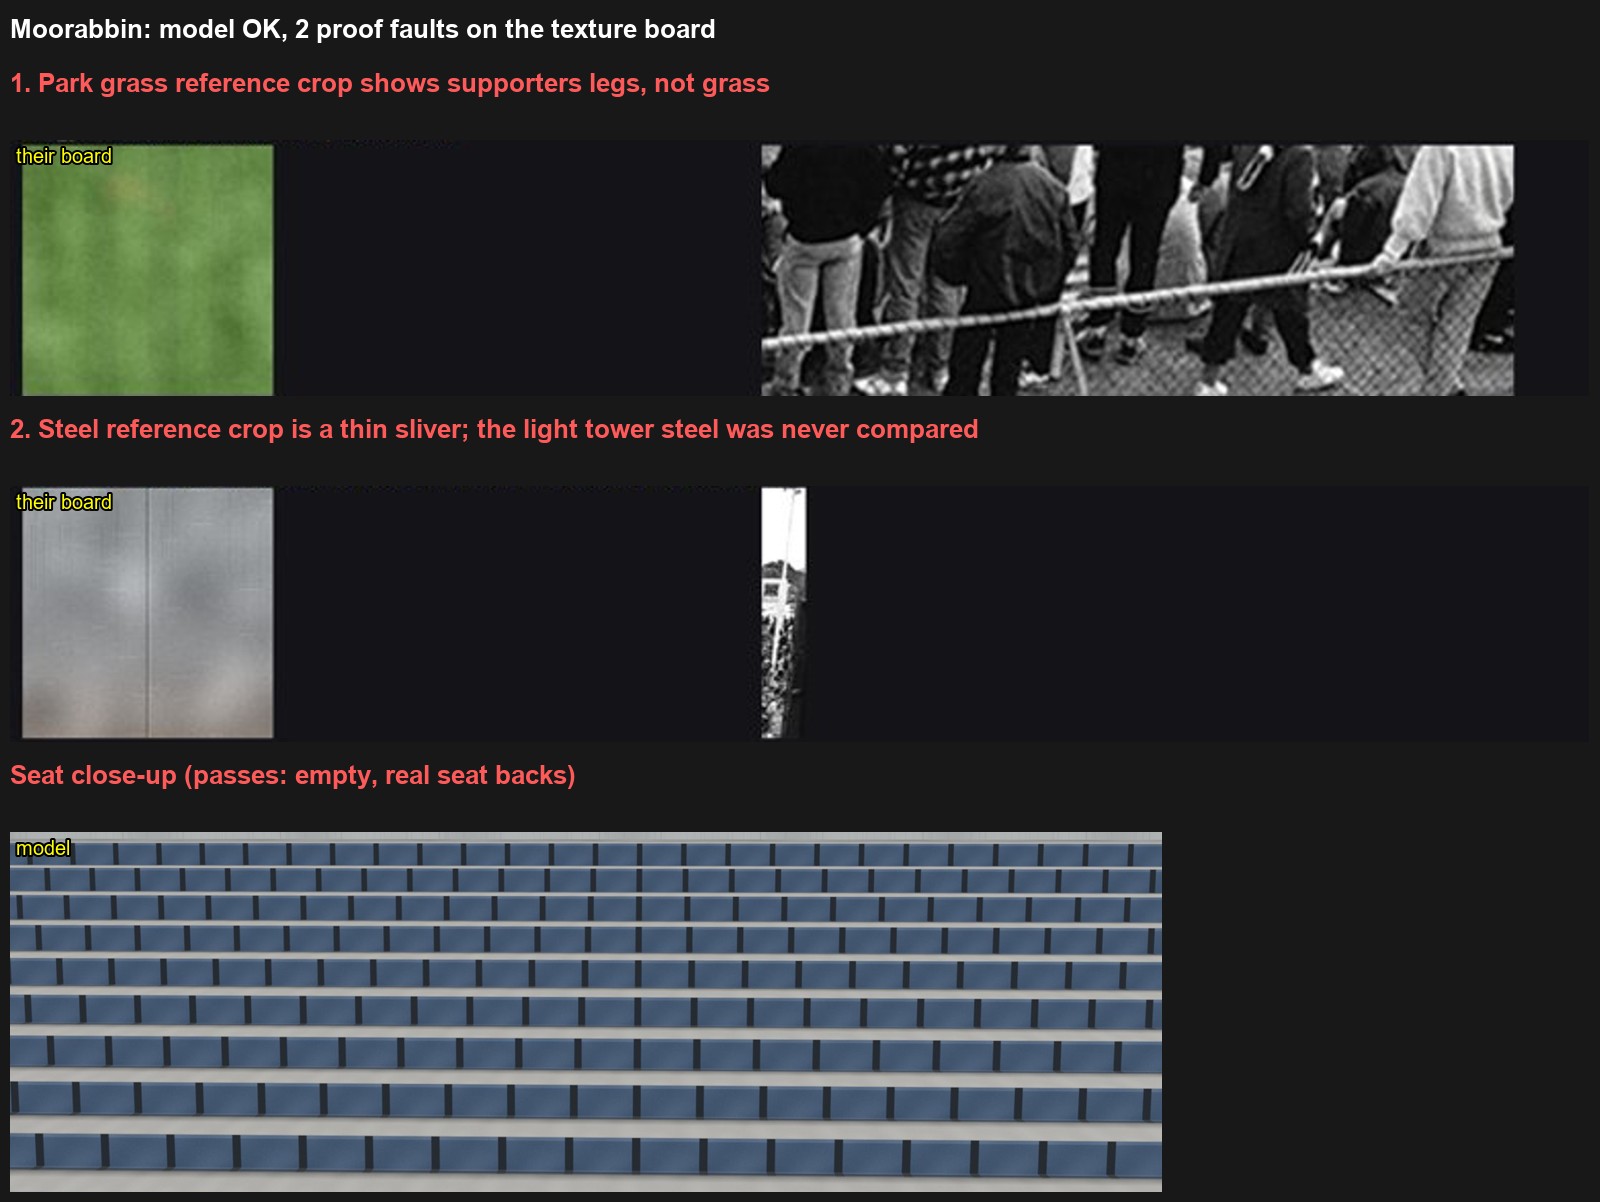 Moorabbin: model OK, 2 proof faults on the texture board
1. Park grass reference crop shows supporters legs, not grass
their board
2. Steel reference crop is a thin sliver; the light tower steel was never compared
their board
Seat close-up (passes: empty, real seat backs)
model